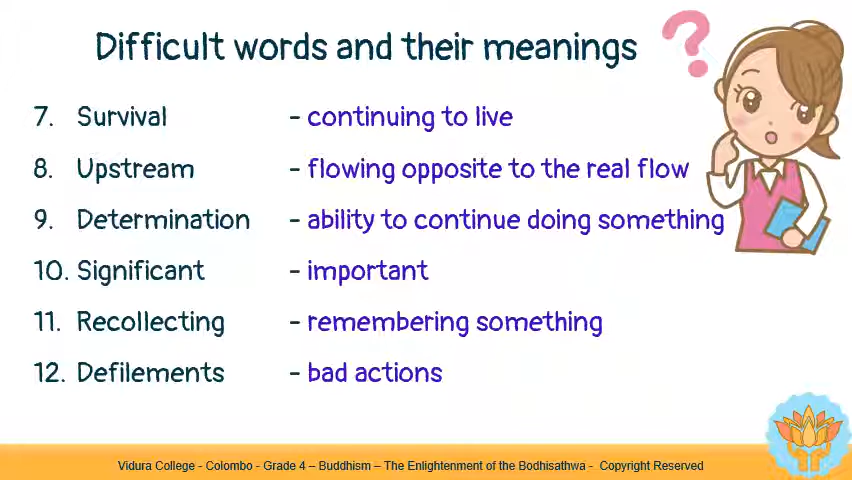 Difficult words and their meanings
7. Survival - continuing to live
8. Upstream - flowing opposite to the real flow
9. Determination - ability to continue doing something
10. Significant - important
11. Recollecting - remembering something
12. Defilements - bad actions
Vidura College - Colombo - Grade 4 – Buddhism – The Enlightenment of the Bodhisathwa - Copyright Reserved